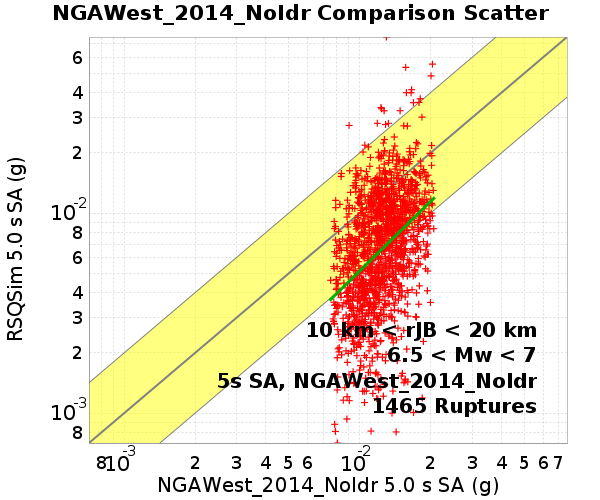 NGAWest_2014_NoIdr Comparison Scatter
RSQSim 5.0 s SA (g)
6
4
3
2
10-2
8
6
4
3
2
10-3
8
10 km < rJB < 20 km
6.5 < Mw < 7
5s SA, NGAWest_2014_NoIdr
1465 Ruptures
8 10-3 2 3 4 5 6 10-2 2 3 4 5 6 7
NGAWest_2014_NoIdr 5.0 s SA (g)